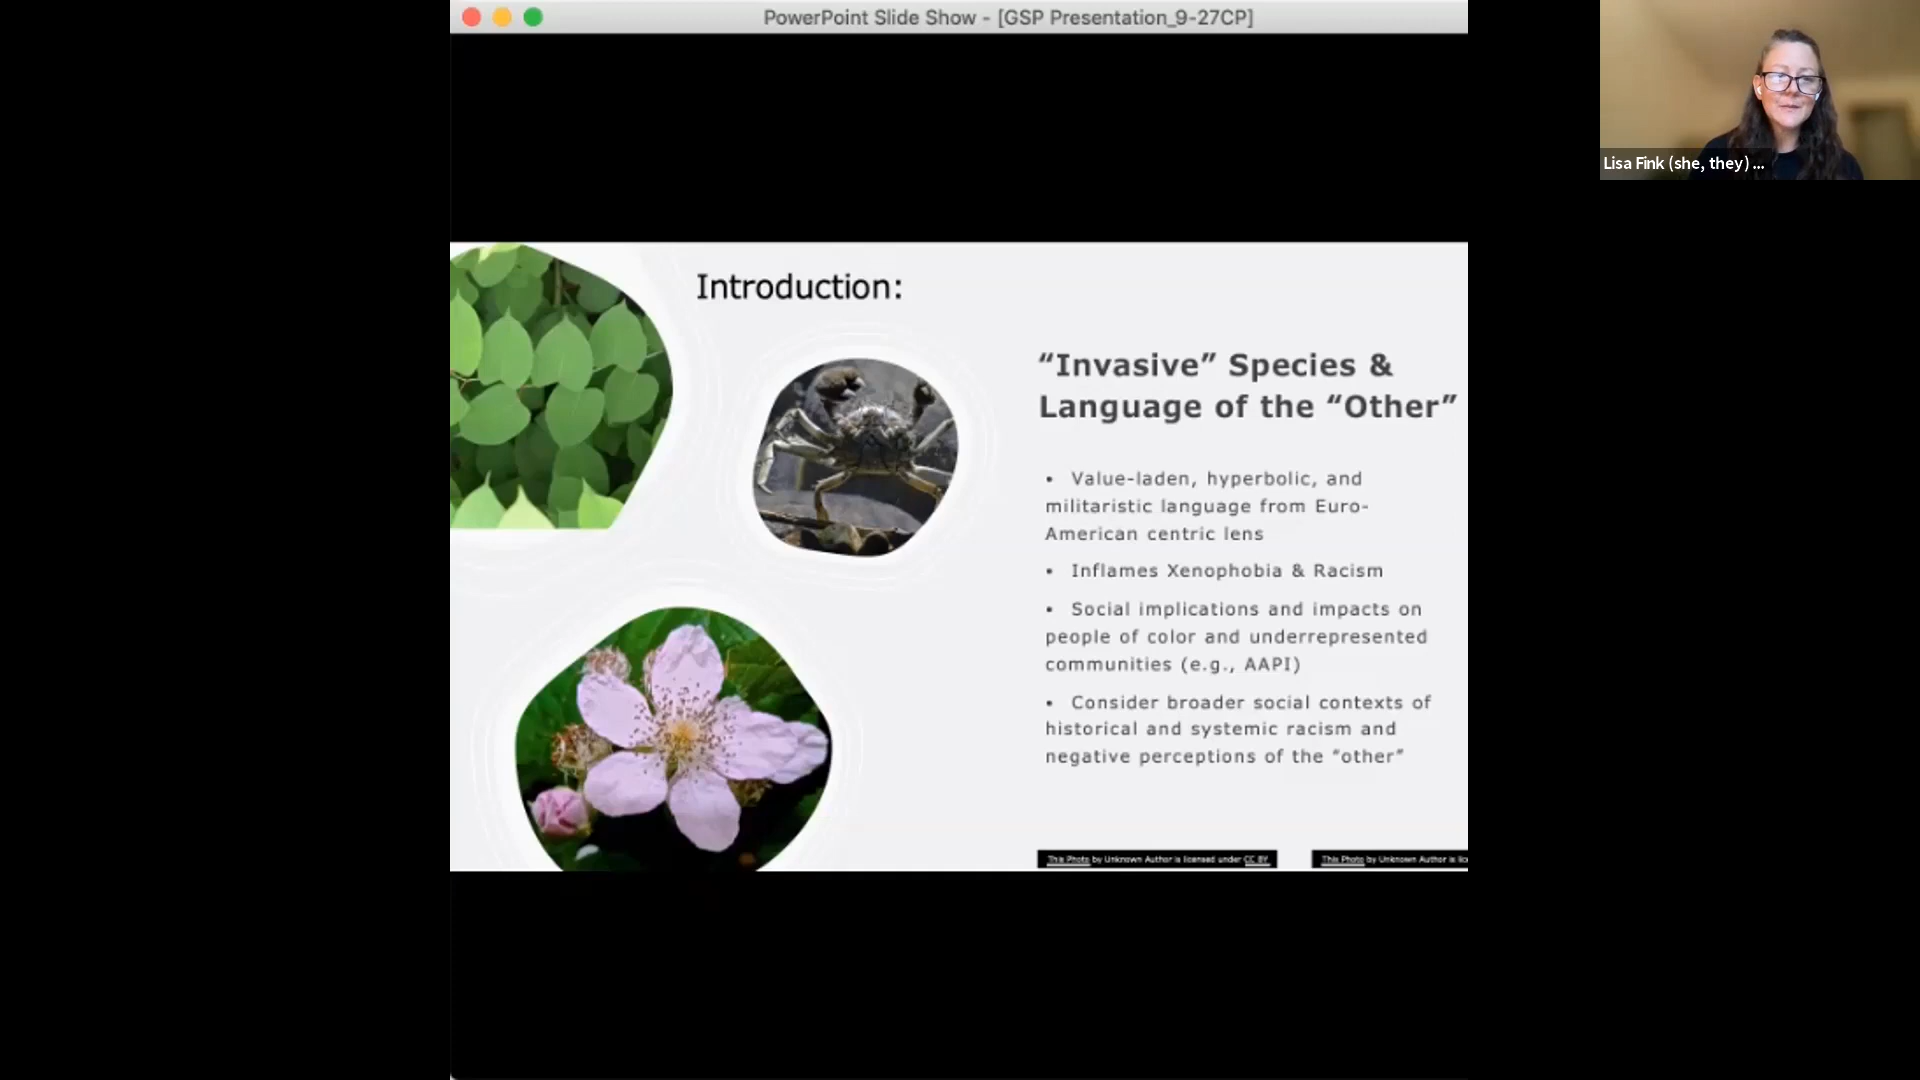 PowerPoint Slide Show - [GSP Presentation_9-27CP]
Lisa Fink (she, they) ...
Introduction:
“Invasive” Species &
Language of the “Other”
• Value-laden, hyperbolic, and
militaristic language from Euro-
American centric lens
• Inflames Xenophobia & Racism
• Social implications and impacts on
people of color and underrepresented
communities (e.g., AAPI)
• Consider broader social contexts of
historical and systemic racism and
negative perceptions of the “other”
This Photo by Unknown Author is licensed under CC BY
This Photo by Unknown Author is